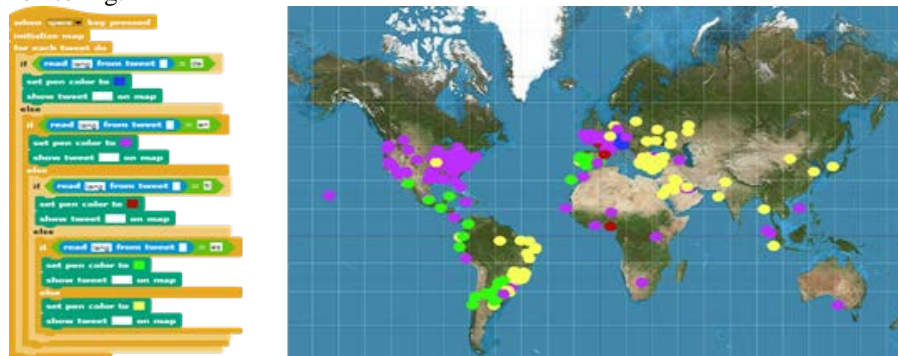 when space key pressed
initialize map
for each tweet do
if read lang from tweet =
set pen color to
show tweet on map
else
if read lang from tweet = en
set pen color to
show tweet on map
else
if read lang from tweet =
set pen color to
show tweet on map
else
if read lang from tweet = es
set pen color to
show tweet on map
else
set pen color to
show tweet on map